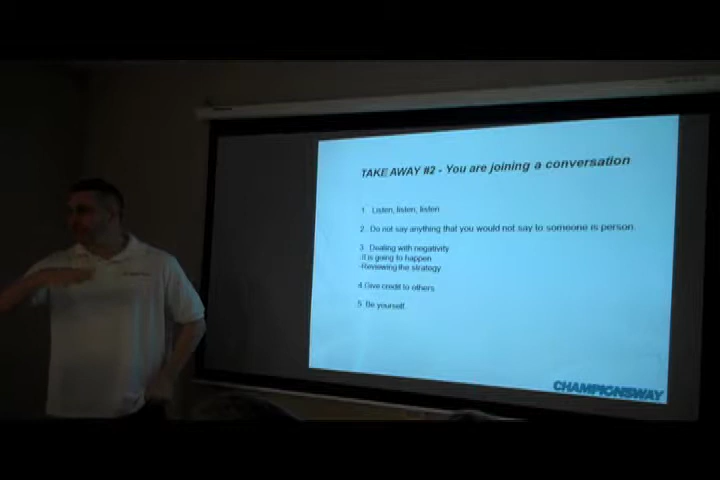 TAKE AWAY #2 - You are joining a conversation
1. Listen, listen, listen
2. Do not say anything that you would not say to someone is person.
3. Dealing with negativity
-It is going to happen
-Reviewing the strategy
4.Give credit to others
5. Be yourself
CHAMPIONSWAY